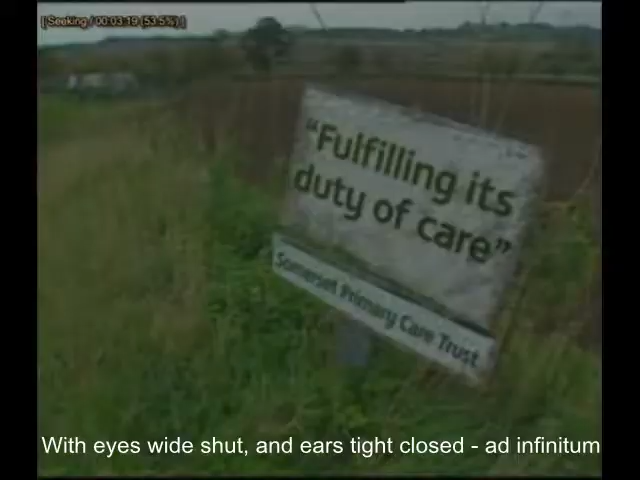 [ Seeking / 00:03:19 (53.5%) ]
"Fulfilling its
duty of care"
Somerset Primary Care Trust
With eyes wide shut, and ears tight closed - ad infinitum